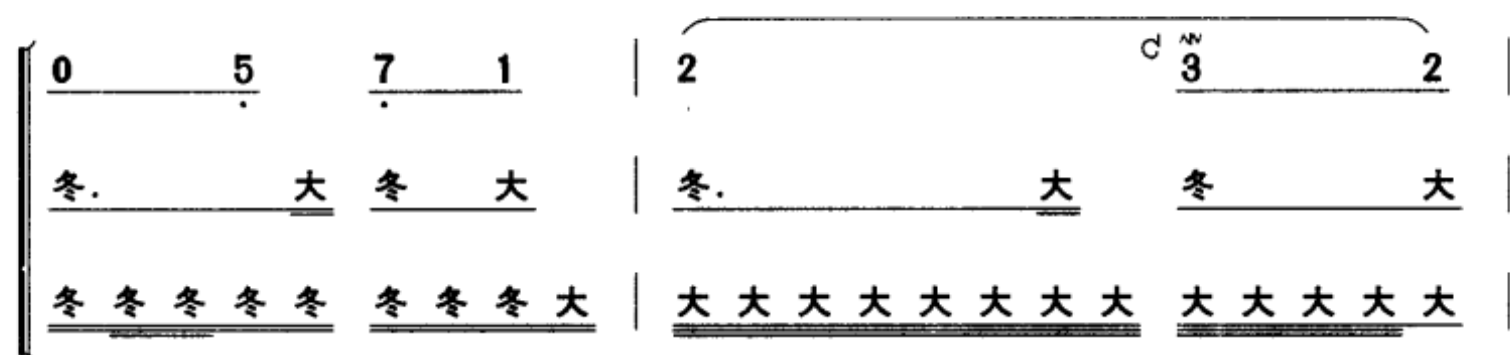 0 5 7 1 | 2 3 2 |
冬. 大 冬 大 | 冬. 大 冬 大 |
冬 冬 冬 冬 冬 冬 冬 冬 大 | 大 大 大 大 大 大 大 大 大 大 大 大 大 |